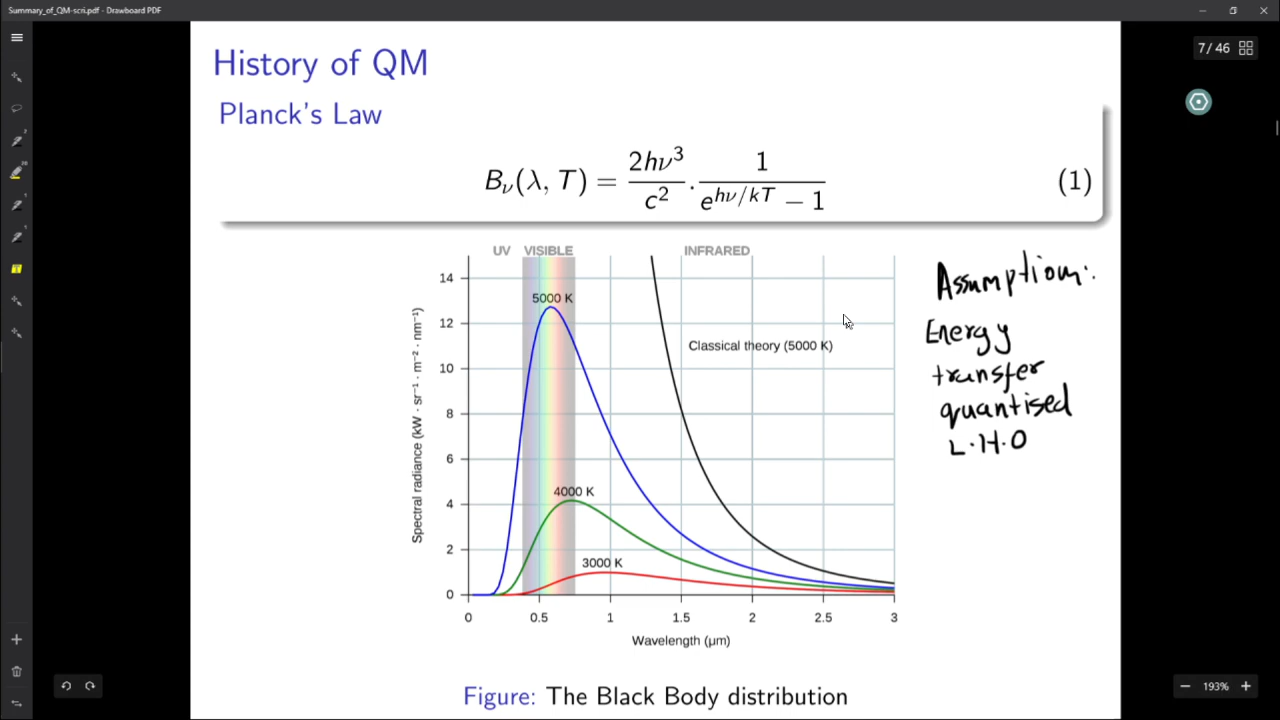 Summary_of_QM-scri.pdf - Drawboard PDF
7 / 46
History of QM
Planck's Law
B_ν(λ, T) = 2hν³/c² . 1/(e^{hν/kT} − 1) (1)
UV VISIBLE INFRARED
14
12
10
8
6
4
2
0
5000 K
4000 K
3000 K
Classical theory (5000 K)
Spectral radiance (kW · sr⁻¹ · m⁻² · nm⁻¹)
0 0.5 1 1.5 2 2.5 3
Wavelength (μm)
Figure: The Black Body distribution
Assumption:
Energy
transfer
quantised
L.H.O
193%